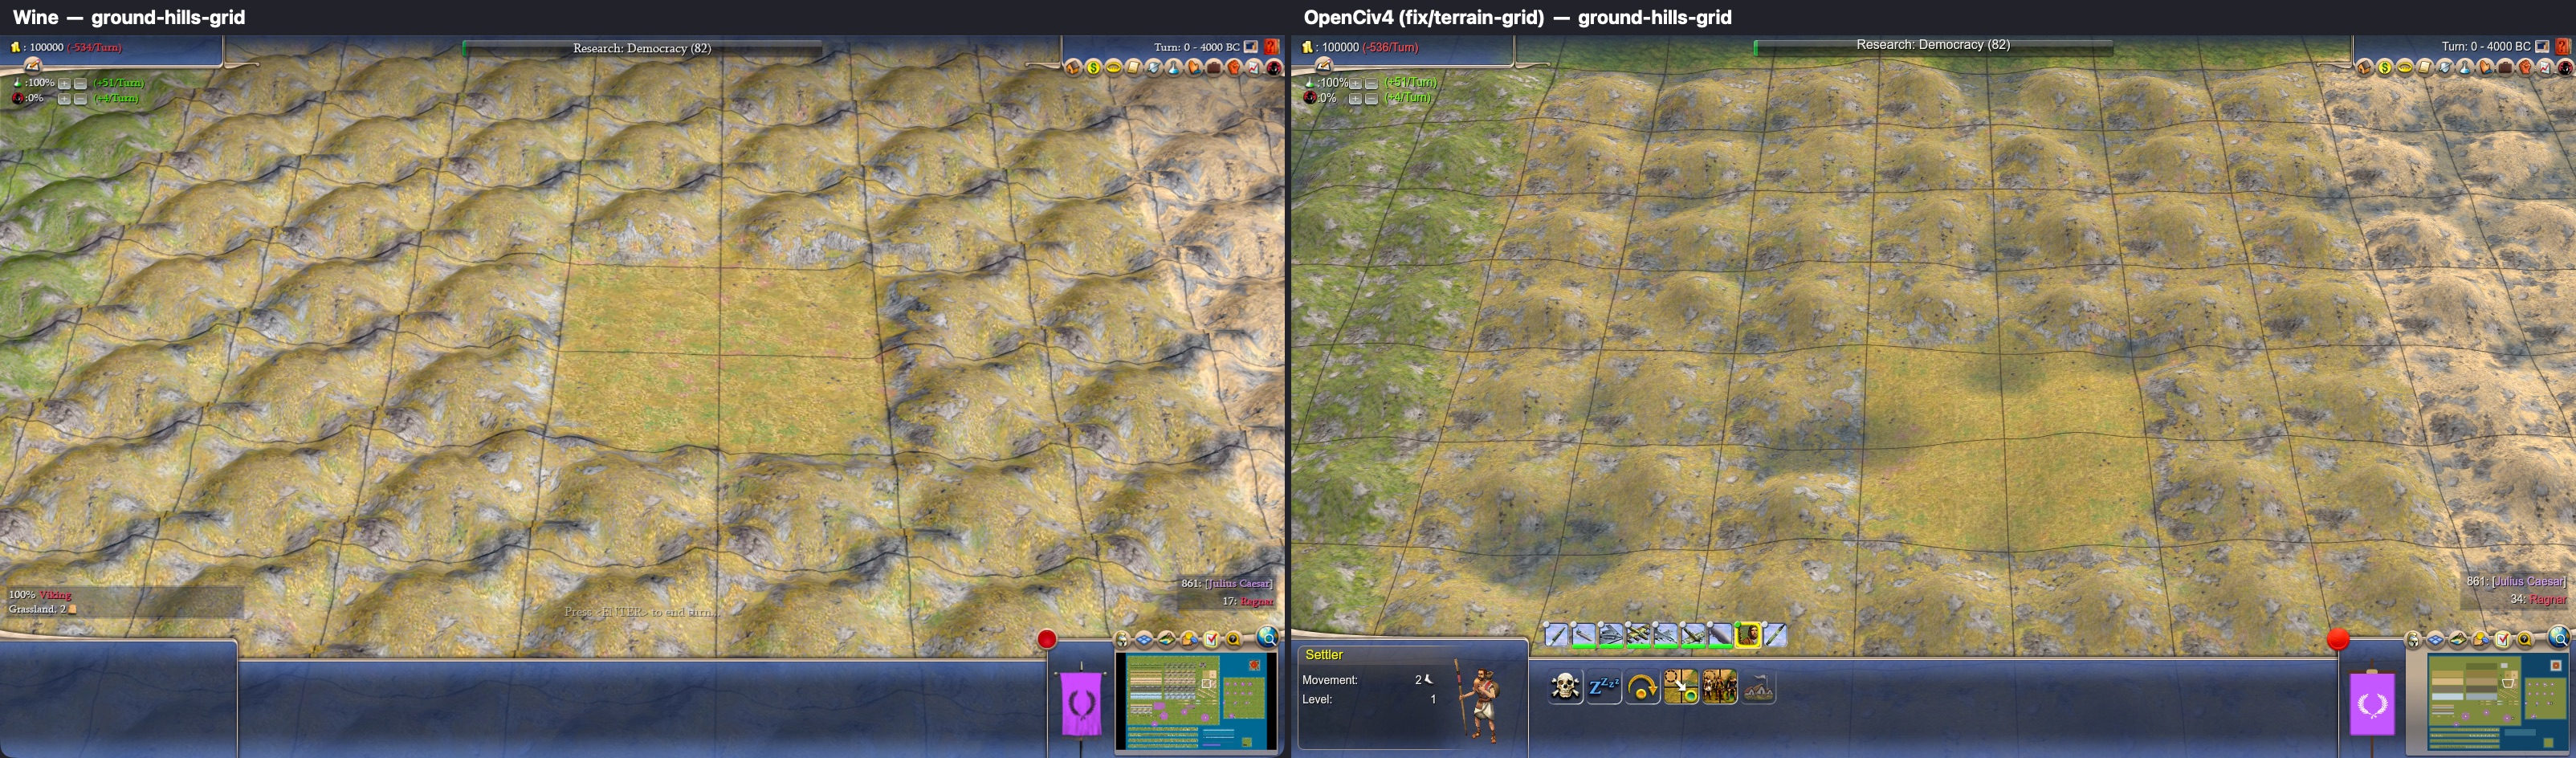 Wine — ground-hills-grid
: 100000 (-534/Turn)
Research: Democracy (82)
Turn: 0 - 4000 BC
:100% (+51/Turn)
:0% (+4/Turn)
100% Viking
Grassland, 2
Press <ENTER> to end turn...
861: [Julius Caesar]
17: Ragnar
OpenCiv4 (fix/terrain-grid) — ground-hills-grid
: 100000 (-536/Turn)
Research: Democracy (82)
Turn: 0 - 4000 BC
:100% (+51/Turn)
:0% (+4/Turn)
861: [Julius Caesar]
34: Ragnar
Settler
Movement: 2
Level: 1
ZZzzz